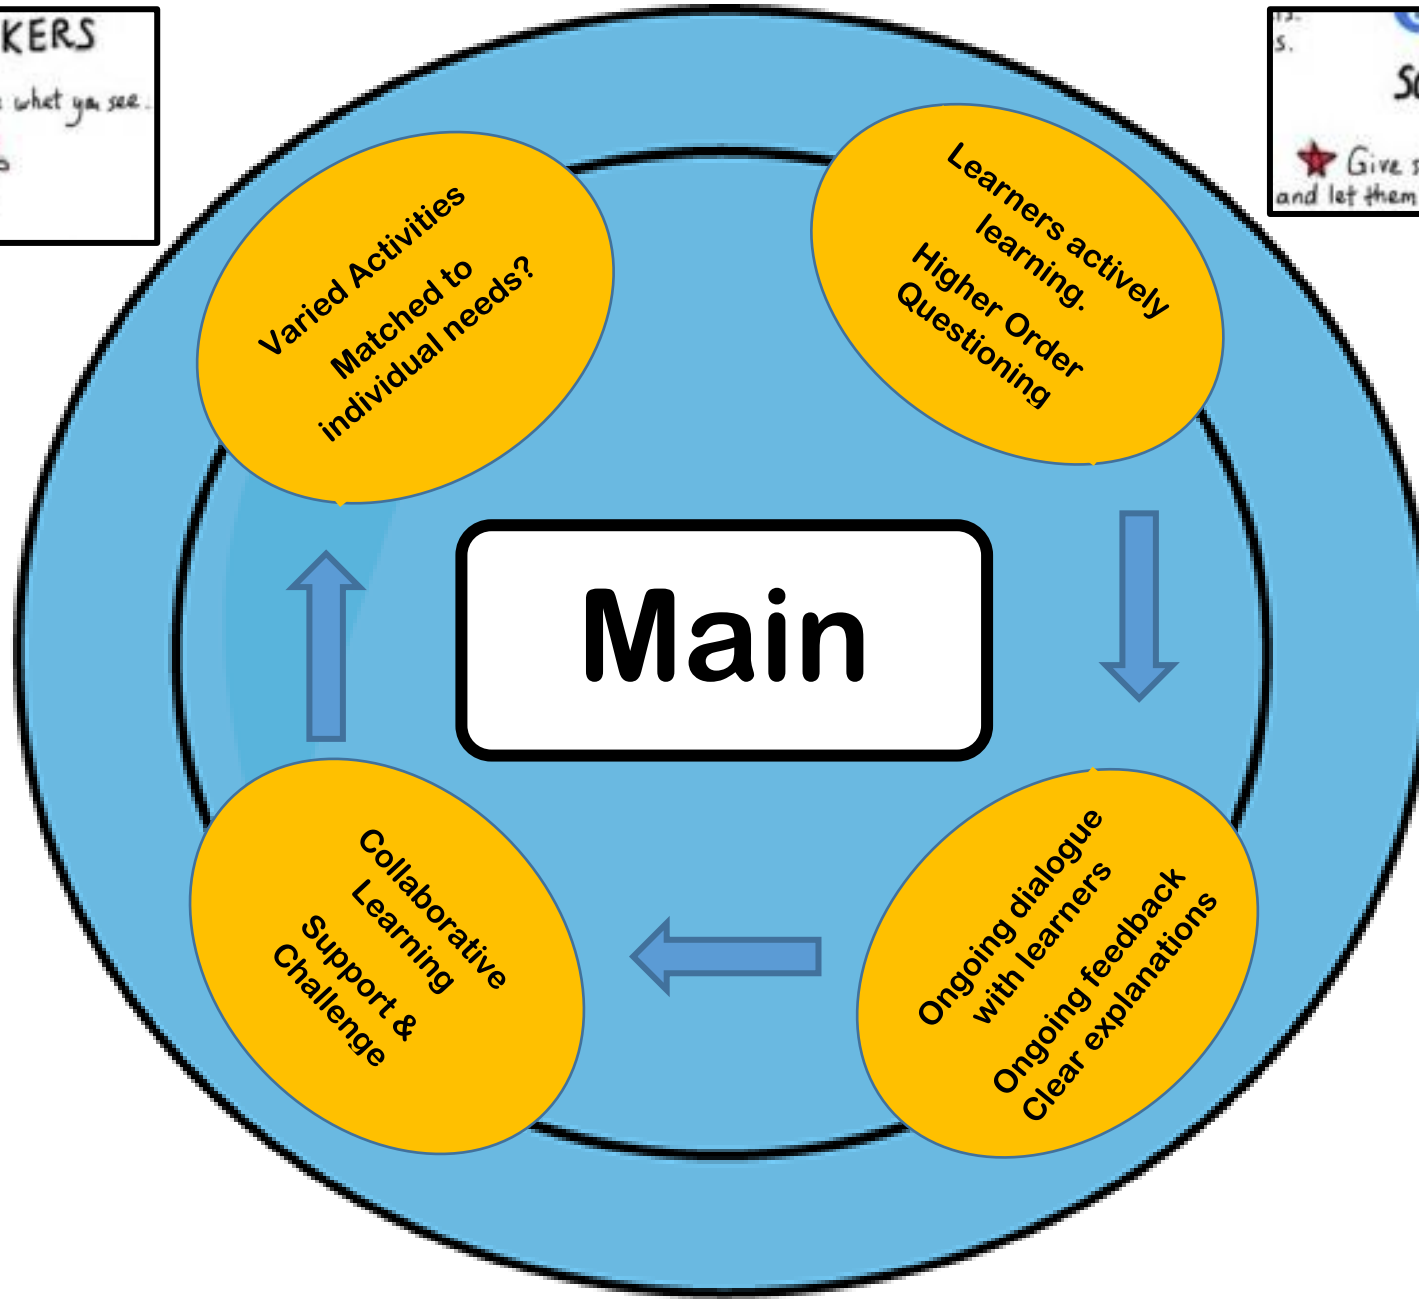 KERS
what you see.
s.
Give
and let them
Varied Activities
Matched to
individual needs?
Learners actively
learning.
Higher Order
Questioning
Main
Collaborative
Learning
Support &
Challenge
Ongoing dialogue
with learners
Ongoing feedback
Clear explanations